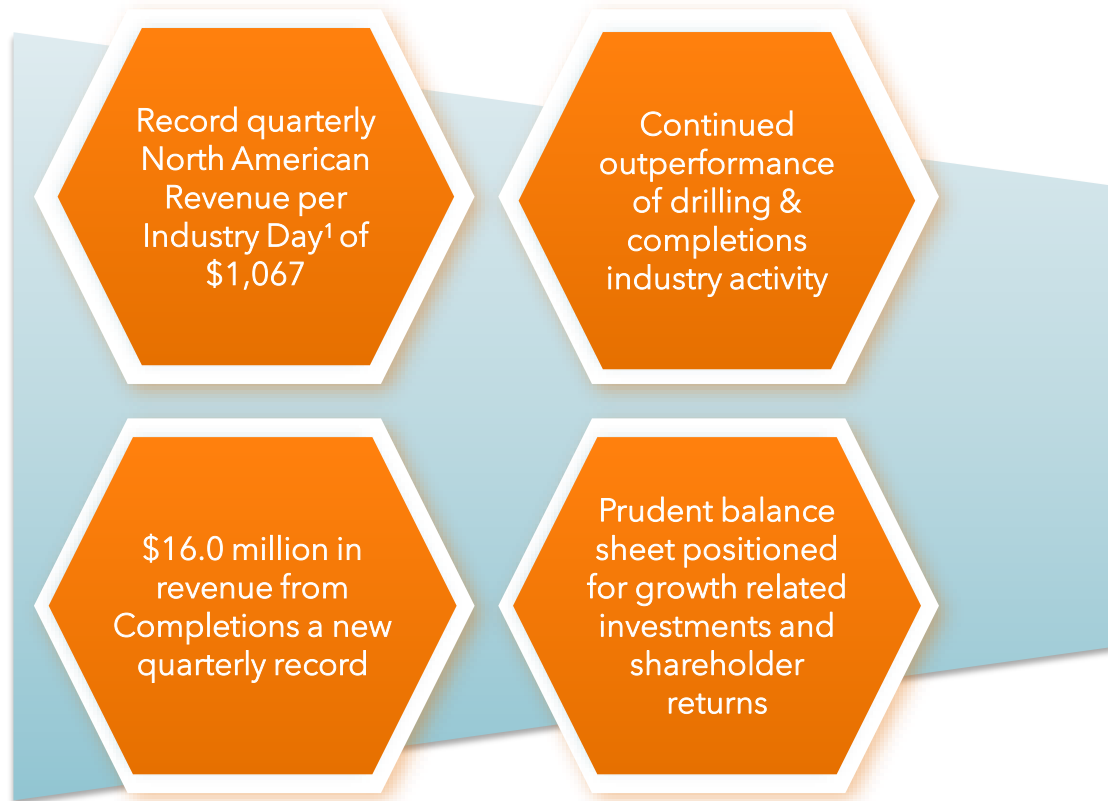 Record quarterly
North American
Revenue per
Industry Day¹ of
$1,067
Continued
outperformance
of drilling &
completions
industry activity
$16.0 million in
revenue from
Completions a new
quarterly record
Prudent balance
sheet positioned
for growth related
investments and
shareholder
returns